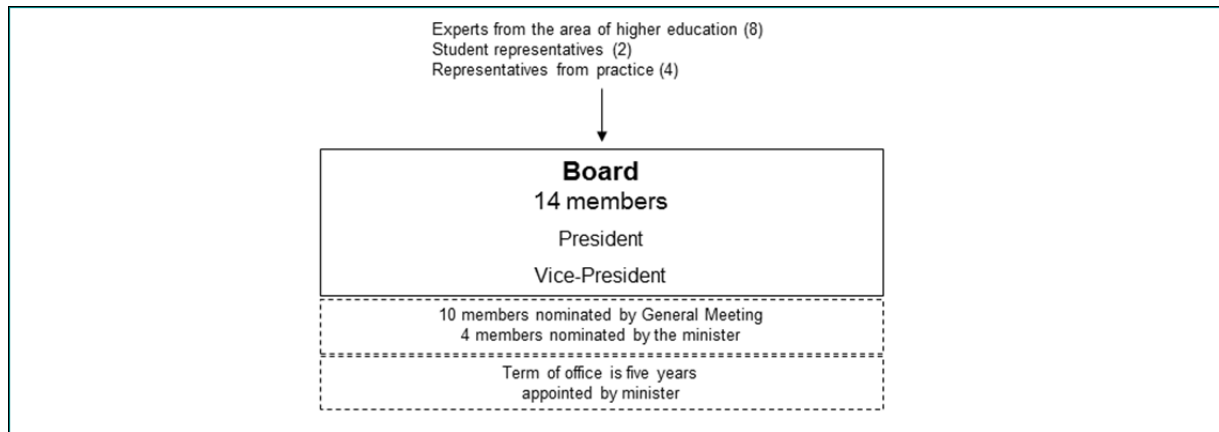 Experts from the area of higher education (8)
Student representatives (2)
Representatives from practice (4)
Board
14 members
President
Vice-President
10 members nominated by General Meeting
4 members nominated by the minister
Term of office is five years
appointed by minister